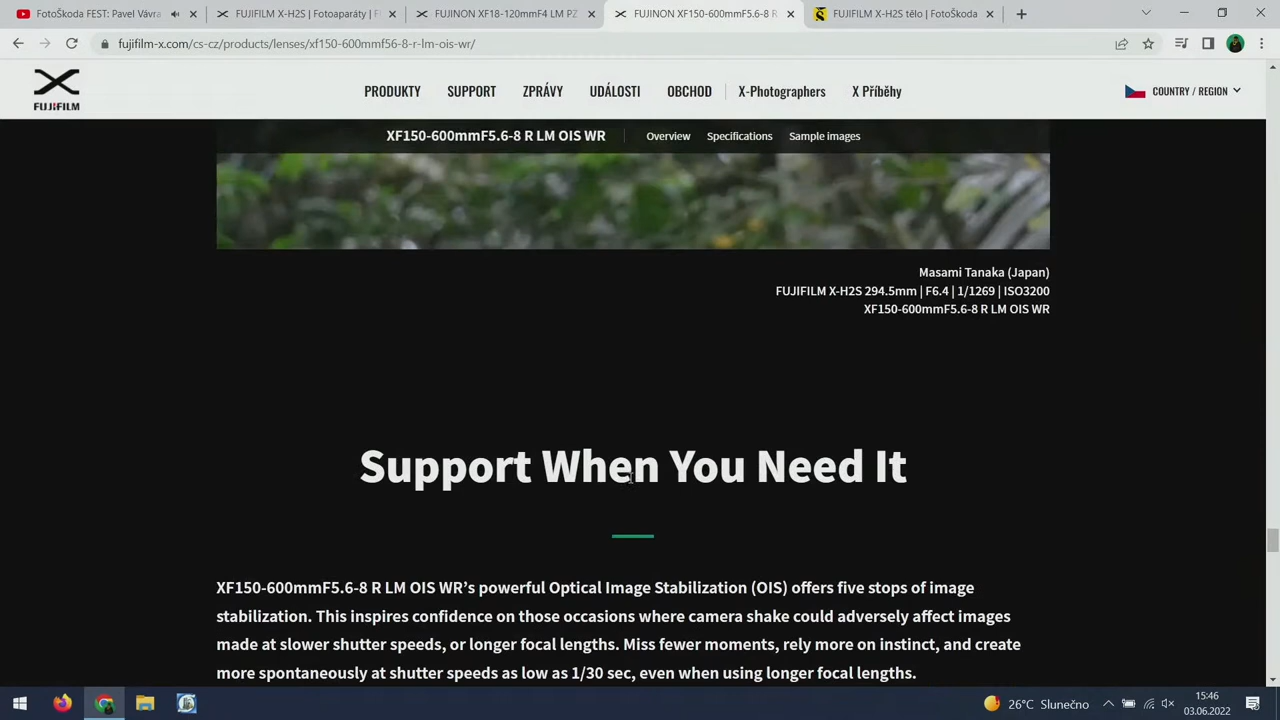 FotoŠkoda FEST: Pavel Vávra
FUJIFILM X-H2S | Fotoaparáty | F
FUJINON XF18-120mmF4 LM PZ
FUJINON XF150-600mmF5.6-8 R
FUJIFILM X-H2S tělo | FotoŠkoda
fujifilm-x.com/cs-cz/products/lenses/xf150-600mmf56-8-r-lm-ois-wr/
FUJIFILM
PRODUKTY SUPPORT ZPRÁVY UDÁLOSTI OBCHOD X-Photographers X Příběhy
COUNTRY / REGION
XF150-600mmF5.6-8 R LM OIS WR Overview Specifications Sample images
Masami Tanaka (Japan)
FUJIFILM X-H2S 294.5mm | F6.4 | 1/1269 | ISO3200
XF150-600mmF5.6-8 R LM OIS WR
Support When You Need It
XF150-600mmF5.6-8 R LM OIS WR’s powerful Optical Image Stabilization (OIS) offers five stops of image
stabilization. This inspires confidence on those occasions where camera shake could adversely affect images
made at slower shutter speeds, or longer focal lengths. Miss fewer moments, rely more on instinct, and create
more spontaneously at shutter speeds as low as 1/30 sec, even when using longer focal lengths.
26°C Slunečno
15:46
03.06.2022